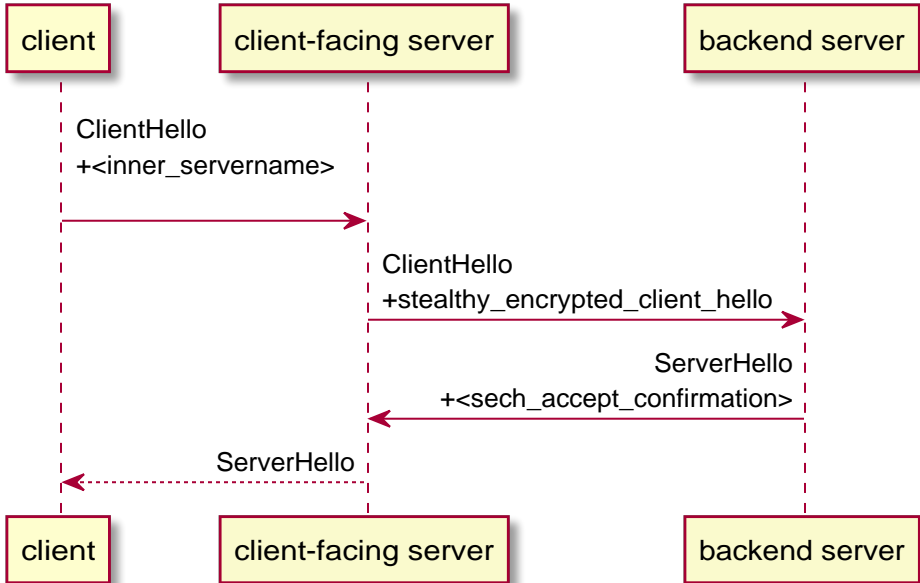 client
client-facing server
backend server
ClientHello
+<inner_servername>
ClientHello
+stealthy_encrypted_client_hello
ServerHello
+<sech_accept_confirmation>
ServerHello
client
client-facing server
backend server